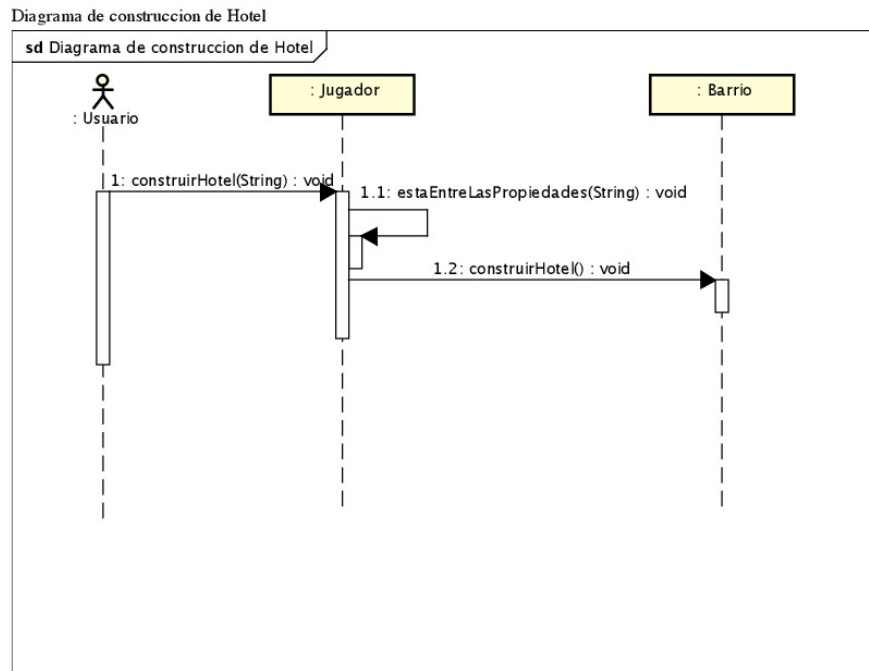 Diagrama de construccion de Hotel
sd Diagrama de construccion de Hotel
: Usuario
: Jugador
: Barrio
1: construirHotel(String) : void
1.1: estaEntreLasPropiedades(String) : void
1.2: construirHotel() : void